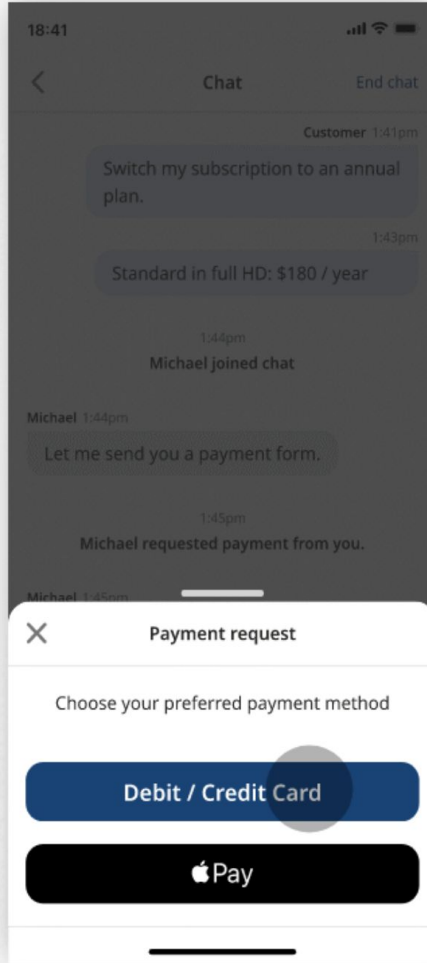 18:41
Chat
End chat
Customer 1:41pm
Switch my subscription to an annual
plan.
1:43pm
Standard in full HD: $180 / year
1:44pm
Michael joined chat
Michael 1:44pm
Let me send you a payment form.
1:45pm
Michael requested payment from you.
Michael 1:45pm
Payment request
Choose your preferred payment method
Debit / Credit Card
Pay